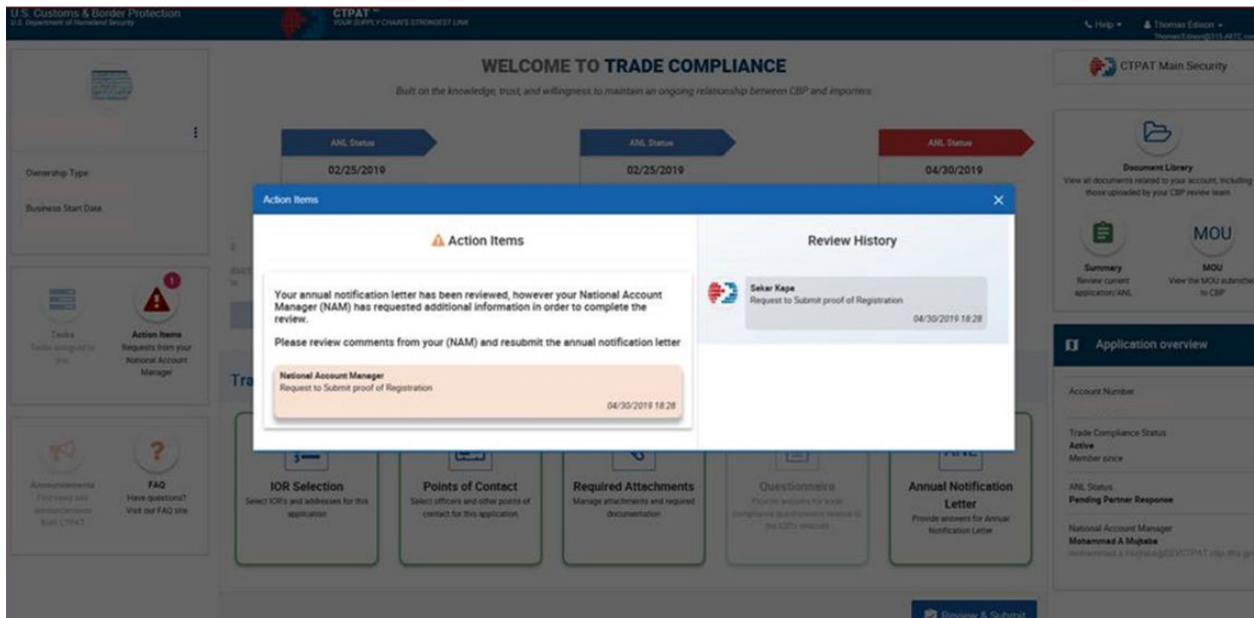 U.S. Customs & Border Protection
U.S. Department of Homeland Security
CTPAT
YOUR SUPPLY CHAIN'S STRONGEST LINK
Help
Thomas Edison
WELCOME TO TRADE COMPLIANCE
Built on the knowledge, trust, and willingness to maintain an ongoing relationship between CBP and importers
CTPAT Main Security
ANL Status
02/25/2019
ANL Status
02/25/2019
ANL Status
04/30/2019
Ownership Type
Business Start Date
Document Library
View all documents related to your account, including
those uploaded by your CBP review team
Action Items
Action Items
Your annual notification letter has been reviewed, however your National Account
Manager (NAM) has requested additional information in order to complete the
review.
Please review comments from your (NAM) and resubmit the annual notification letter
National Account Manager
Request to Submit proof of Registration
04/30/2019 18:28
Review History
Sekar Kape
Request to Submit proof of Registration
04/30/2019 18:28
Tasks
Tasks assigned to
you
1
Action Items
Requests from your
National Account
Manager
Summary
Review current
application/ANL
MOU
MOU
View the MOU submitted
to CBP
Application overview
Tra
Announcements
from CTPAT
FAQ
Have questions?
Visit our FAQ site
IOR Selection
Select IOR's and addresses for this
application
Points of Contact
Select officers and other points of
contact for this application
Required Attachments
Manage attachments and required
documentation
Questionnaire
ANL
Annual Notification
Letter
Provide answers for Annual
Notification Letter
Account Number
Trade Compliance Status
Active
Member since
ANL Status
Pending Partner Response
National Account Manager
Mohammad A Mujtaba
Review & Submit